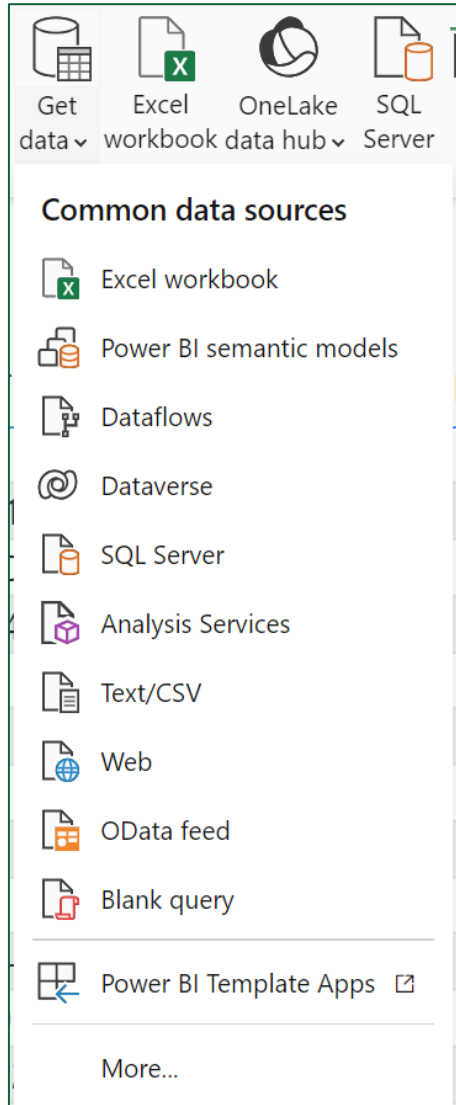 Get Excel OneLake SQL
data workbook data hub Server
Common data sources
Excel workbook
Power BI semantic models
Dataflows
Dataverse
SQL Server
Analysis Services
Text/CSV
Web
OData feed
Blank query
Power BI Template Apps
More...